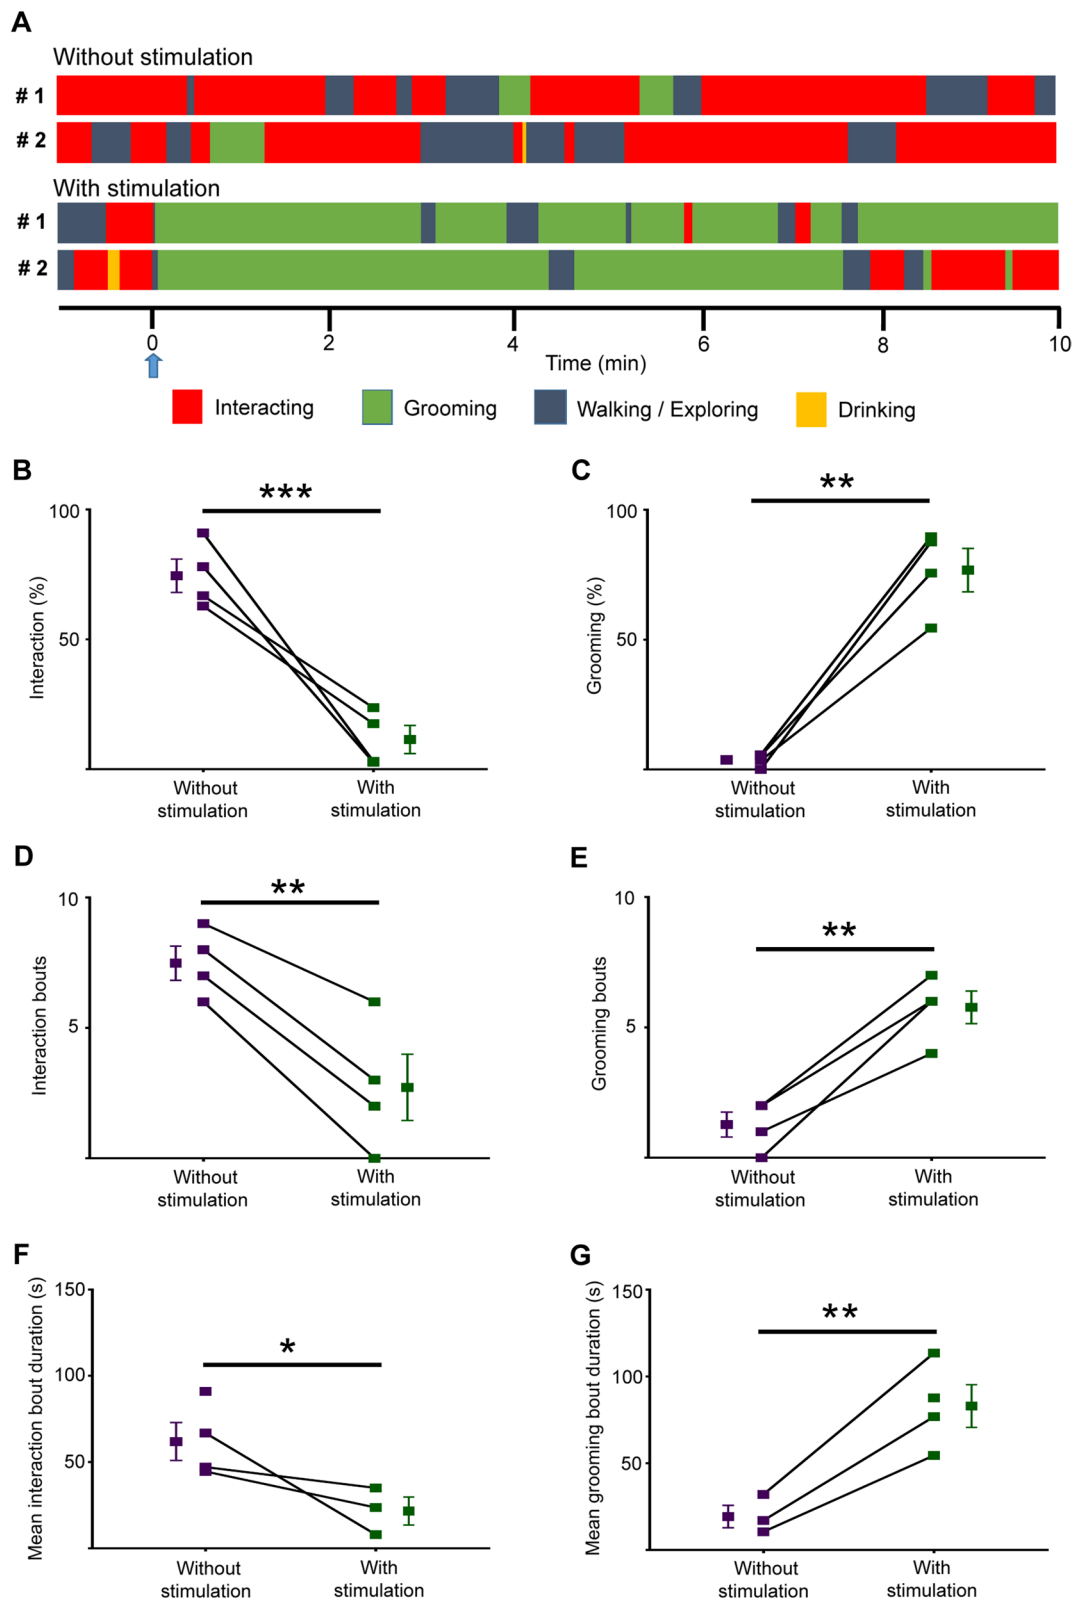 A
Without stimulation
# 1
# 2
With stimulation
# 1
# 2
0 2 4 6 8 10
Time (min)
Interacting Grooming Walking / Exploring Drinking
B
***
100
50
Interaction (%)
Without stimulation
With stimulation
C
**
100
50
Grooming (%)
Without stimulation
With stimulation
D
**
10
5
Interaction bouts
Without stimulation
With stimulation
E
**
10
5
Grooming bouts
Without stimulation
With stimulation
F
*
150
100
50
Mean interaction bout duration (s)
Without stimulation
With stimulation
G
**
150
100
50
Mean grooming bout duration (s)
Without stimulation
With stimulation